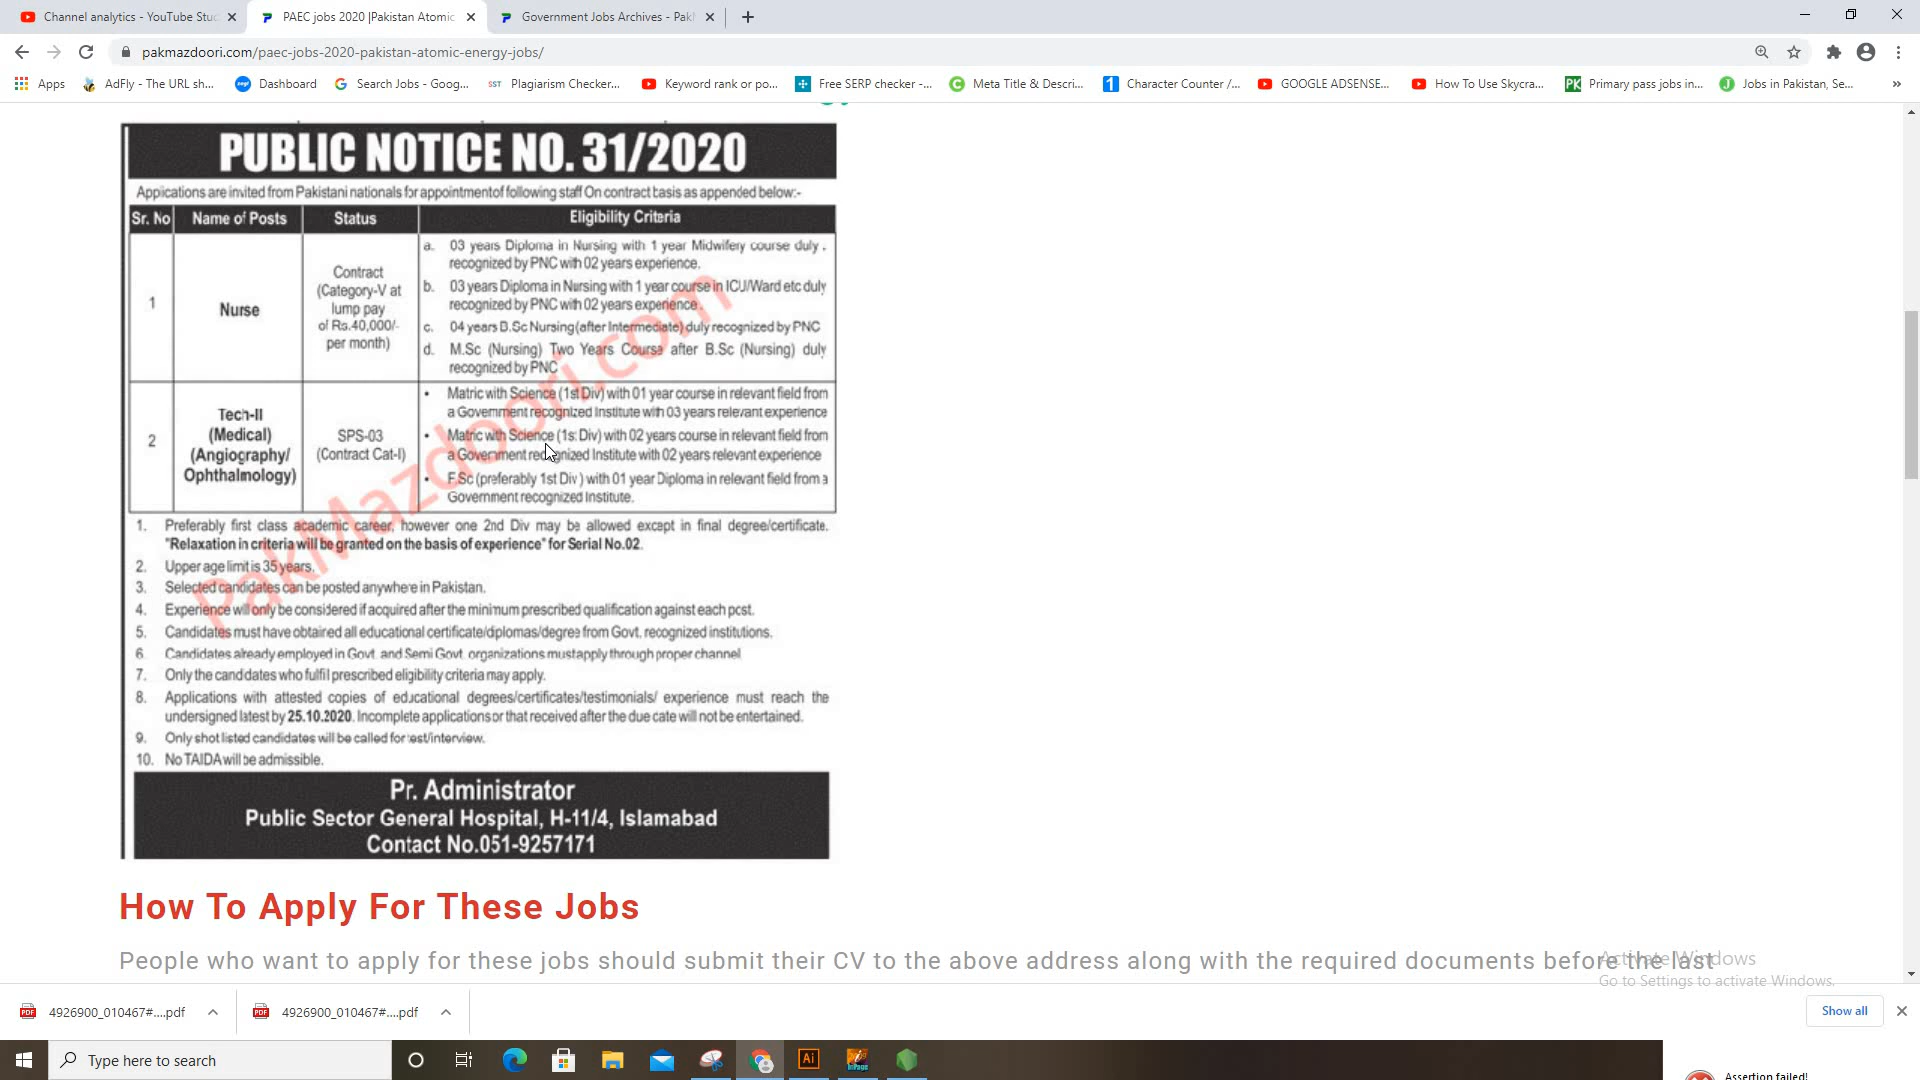 Channel analytics - YouTube Stu
PAEC jobs 2020 |Pakistan Atomic
Government Jobs Archives - Pak
pakmazdoori.com/paec-jobs-2020-pakistan-atomic-energy-jobs/
Apps
AdFly - The URL sh...
Dashboard
Search Jobs - Goog...
SST
Plagiarism Checker...
Keyword rank or po...
Free SERP checker -...
Meta Title & Descri...
Character Counter /...
GOOGLE ADSENSE...
How To Use Skycra...
Primary pass jobs in...
Jobs in Pakistan, Se...
PUBLIC NOTICE NO. 31/2020
Applications are invited from Pakistani nationals for appointment of following staff On contract basis as appended below:-
Sr. No Name of Posts Status Eligibility Criteria
1
Nurse
Contract
(Category-V at
lump pay
of Rs.40,000/-
per month)
a. 03 years Diploma in Nursing with 1 year Midwifery course duly
recognized by PNC with 02 years experience.
b. 03 years Diploma in Nursing with 1 year course in ICU/Ward etc duly
recognized by PNC with 02 years experience.
c. 04 years B.Sc Nursing (after Intermediate) duly recognized by PNC
d. M.Sc (Nursing) Two Years Course after B.Sc (Nursing) duly
recognized by PNC
2
Tech-II
(Medical)
(Angiography/
Ophthalmology)
SPS-03
(Contract Cat-I)
• Matric with Science (1st Div) with 01 year course in relevant field from
a Government recognized Institute with 03 years relevant experience
• Matric with Science (1st Div) with 02 years course in relevant field from
a Government recognized Institute with 02 years relevant experience
• F.Sc (preferably 1st Div) with 01 year Diploma in relevant field from a
Government recognized Institute.
PakMazdoori.com
1. Preferably first class academic career, however one 2nd Div may be allowed except in final degree/certificate.
"Relaxation in criteria will be granted on the basis of experience" for Serial No.02.
2. Upper age limit is 35 years.
3. Selected candidates can be posted anywhere in Pakistan.
4. Experience will only be considered if acquired after the minimum prescribed qualification against each post.
5. Candidates must have obtained all educational certificate/diplomas/degree from Govt. recognized institutions.
6. Candidates already employed in Govt. and Semi Govt. organizations must apply through proper channel
7. Only the candidates who fulfil prescribed eligibility criteria may apply.
8. Applications with attested copies of educational degrees/certificates/testimonials/ experience must reach the
undersigned latest by 25.10.2020. Incomplete applications or that received after the due date will not be entertained.
9. Only shot listed candidates will be called for test/interview.
10. No TA/DA will be admissible.
Pr. Administrator
Public Sector General Hospital, H-11/4, Islamabad
Contact No.051-9257171
How To Apply For These Jobs
People who want to apply for these jobs should submit their CV to the above address along with the required documents before the last
Activate Windows
Go to Settings to activate Windows.
4926900_010467#....pdf
4926900_010467#....pdf
Show all
Type here to search
Ai
InPage
Assertion failed!